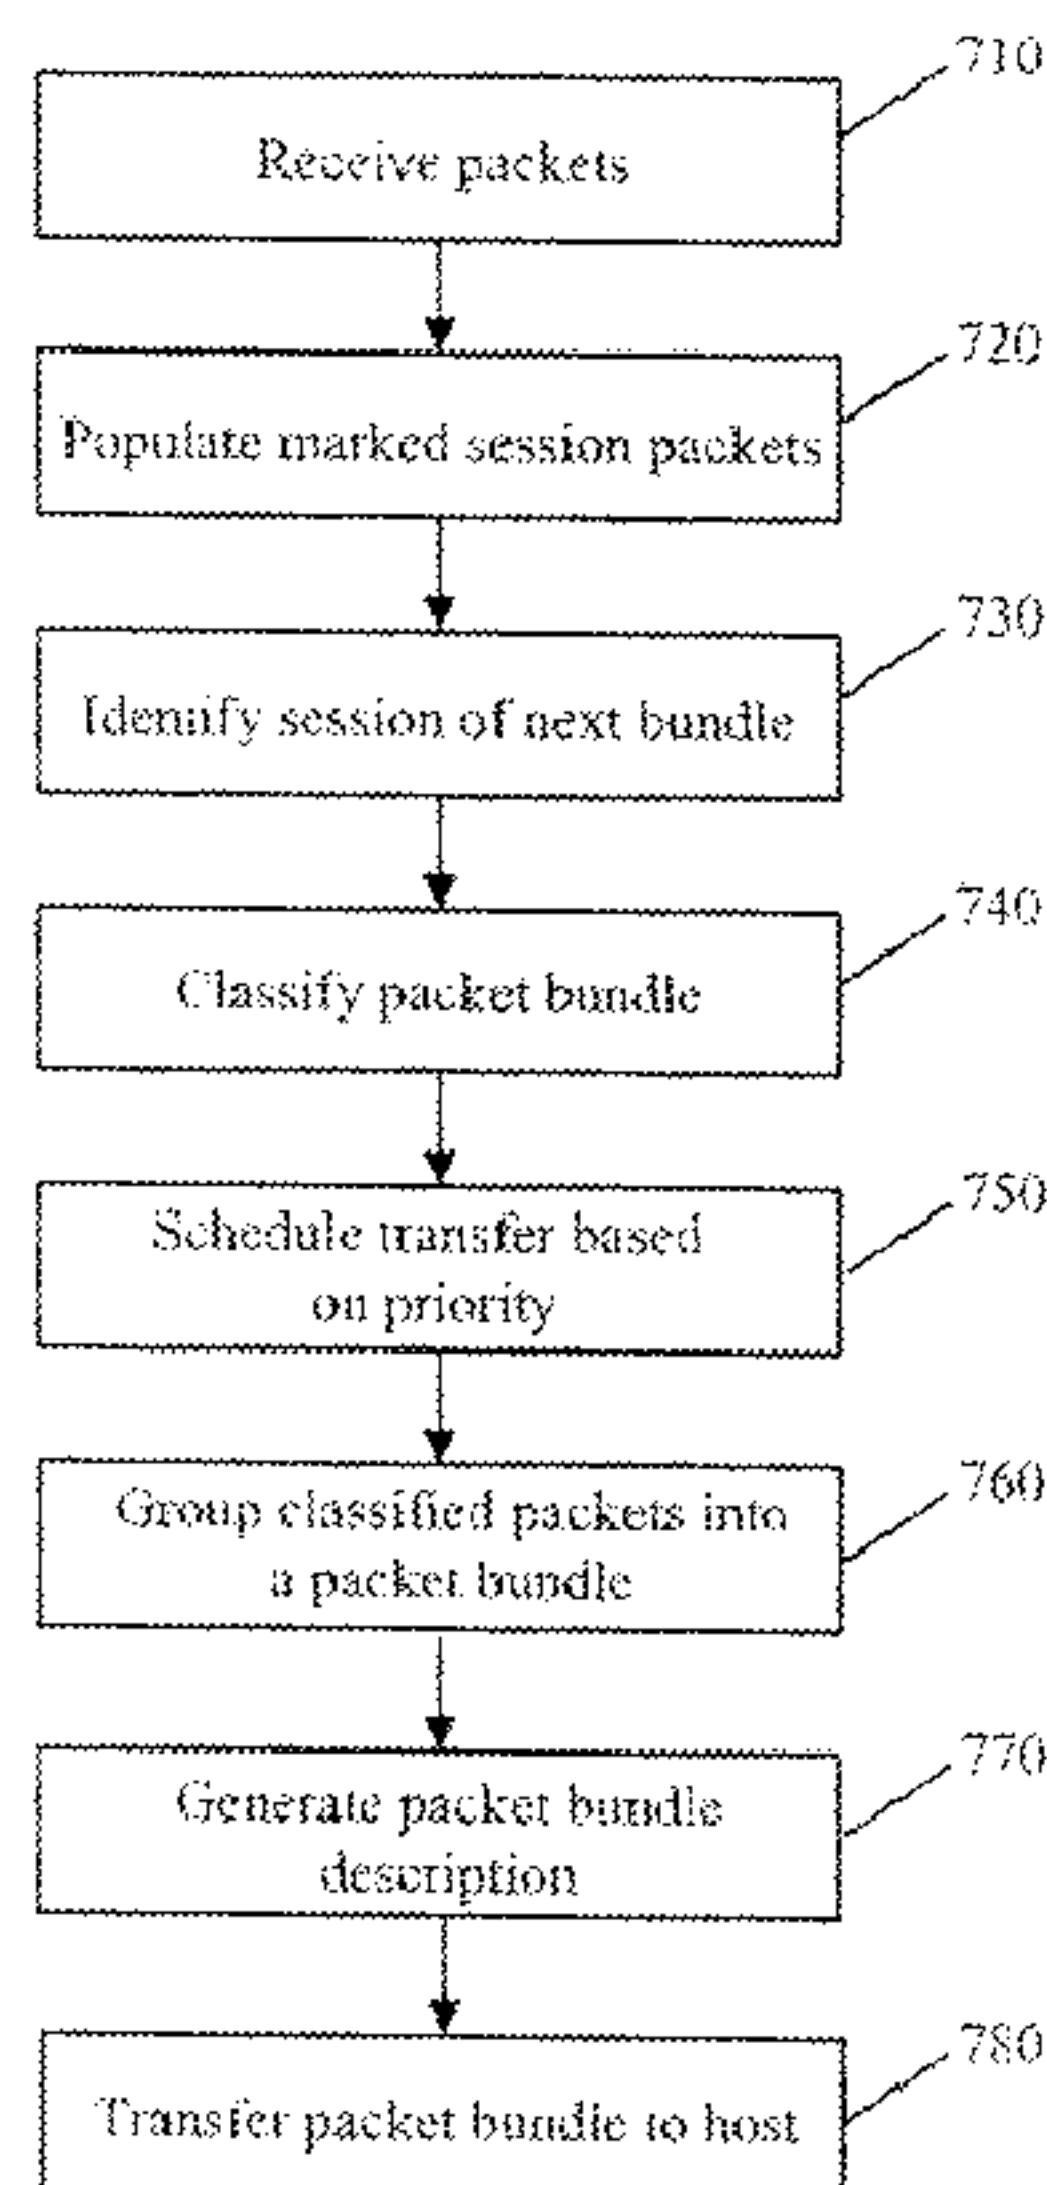 710
Receive packets
720
Populate marked session packets
730
Identify session of next bundle
740
Classify packet bundle
750
Schedule transfer based
on priority
760
Group classified packets into
a packet bundle
770
Generate packet bundle
description
780
Transfer packet bundle to host